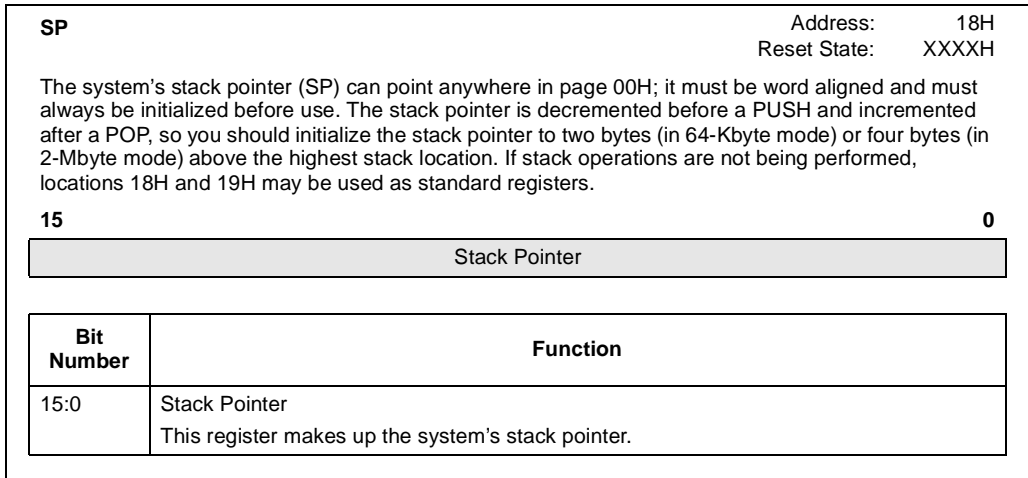 SP Address: 18H
Reset State: XXXXH
The system's stack pointer (SP) can point anywhere in page 00H; it must be word aligned and must
always be initialized before use. The stack pointer is decremented before a PUSH and incremented
after a POP, so you should initialize the stack pointer to two bytes (in 64-Kbyte mode) or four bytes (in
2-Mbyte mode) above the highest stack location. If stack operations are not being performed,
locations 18H and 19H may be used as standard registers.
15 0
Stack Pointer
Bit
Number
Function
15:0 Stack Pointer
This register makes up the system's stack pointer.